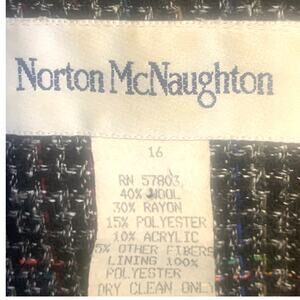 Norton McNaughton
16
RN 57803
40% WOOL
30% RAYON
15% POLYESTER
10% ACRYLIC
5% OTHER FIBERS
LINING 100%
POLYESTER
DRY CLEAN ONLY